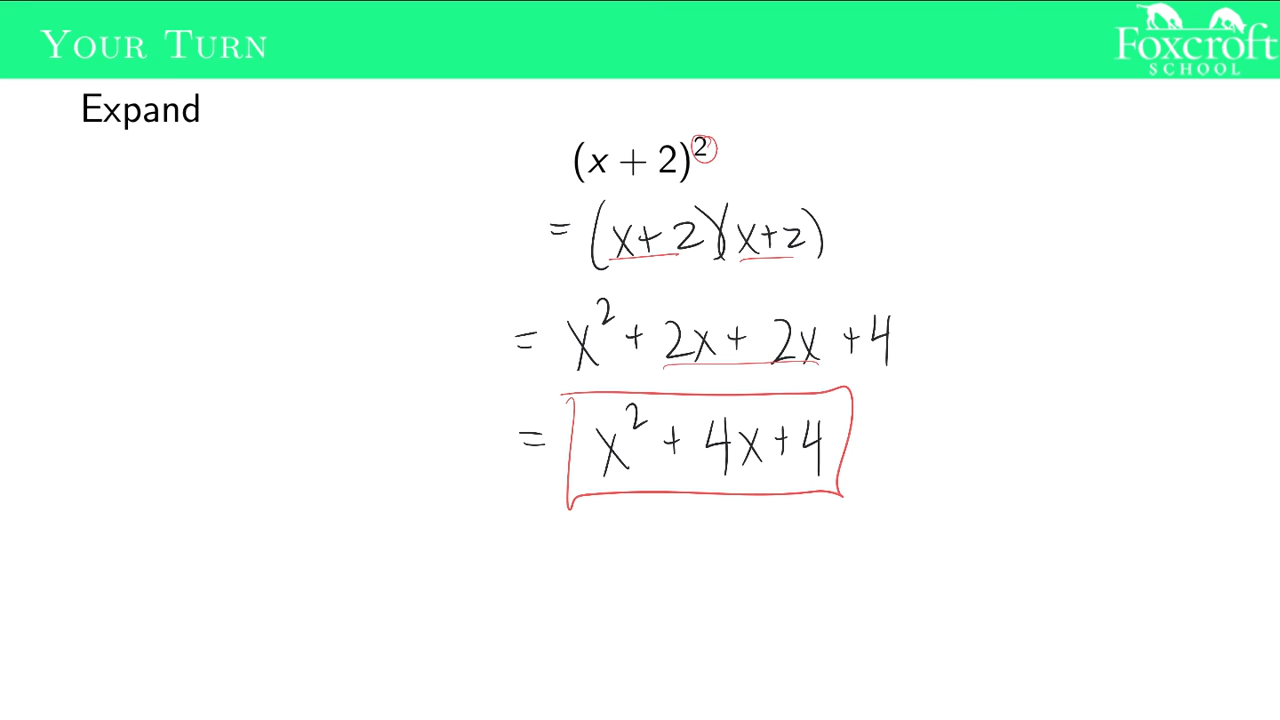 YOUR TURN
Foxcroft
SCHOOL
Expand
(x + 2)²
= (x+2)(x+2)
= x² + 2x + 2x + 4
= x² + 4x + 4